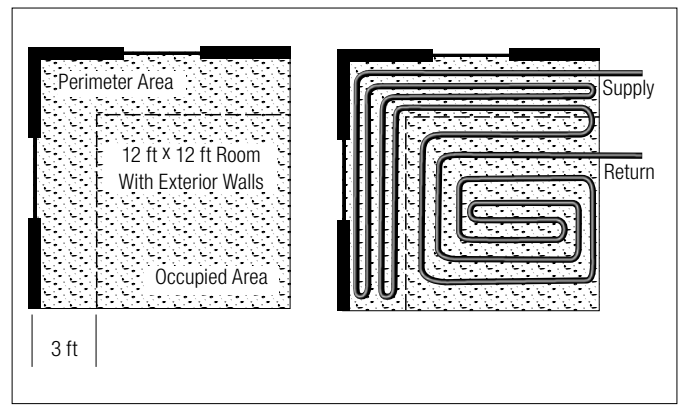 Perimeter Area
12 ft x 12 ft Room
With Exterior Walls
Occupied Area
3 ft
Supply
Return